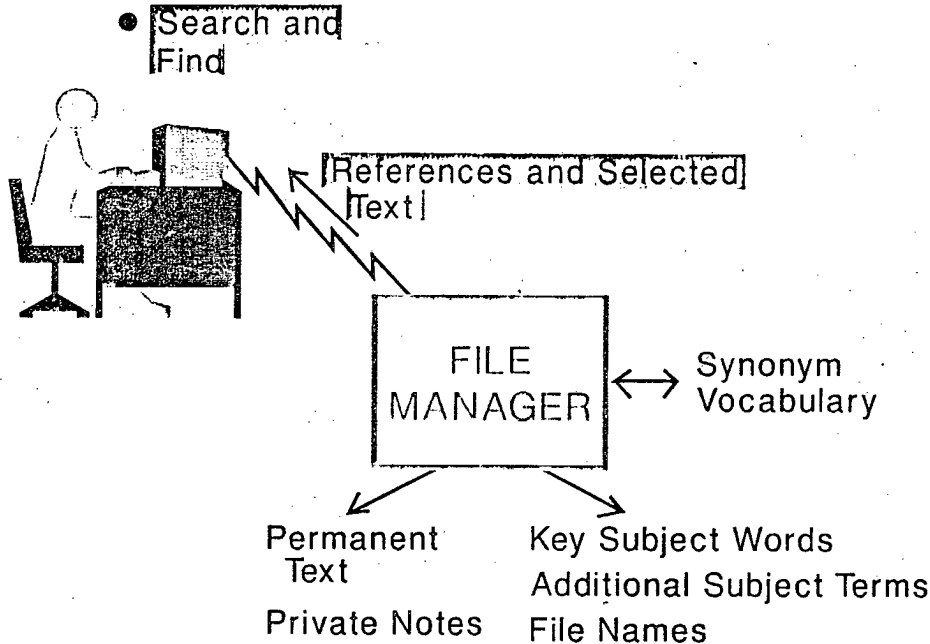 • Search and
Find
References and Selected
Text
FILE
MANAGER
Synonym
Vocabulary
Permanent
Text
Private Notes
Key Subject Words
Additional Subject Terms
File Names